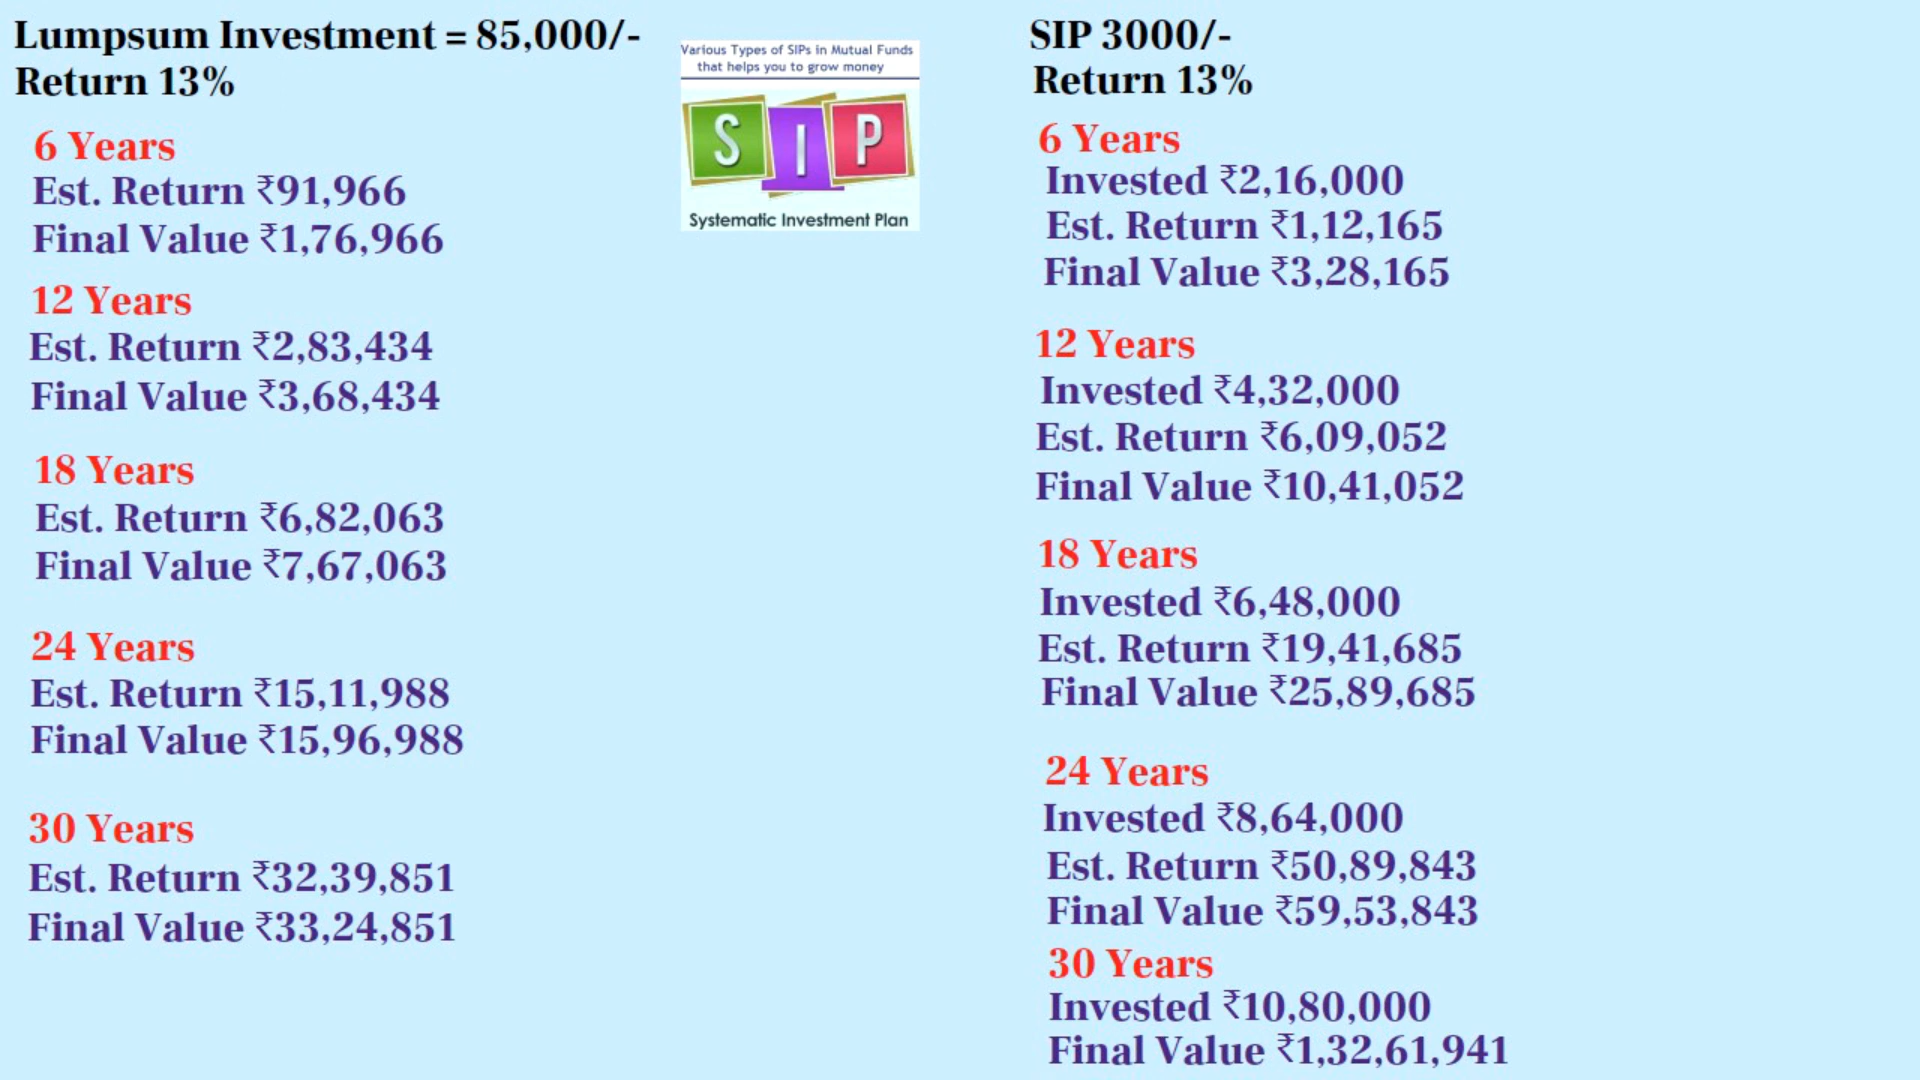 Lumpsum Investment = 85,000/-
Return 13%
6 Years
Est. Return ₹91,966
Final Value ₹1,76,966
12 Years
Est. Return ₹2,83,434
Final Value ₹3,68,434
18 Years
Est. Return ₹6,82,063
Final Value ₹7,67,063
24 Years
Est. Return ₹15,11,988
Final Value ₹15,96,988
30 Years
Est. Return ₹32,39,851
Final Value ₹33,24,851
Various Types of SIPs in Mutual Funds
that helps you to grow money
S I P
Systematic Investment Plan
SIP 3000/-
Return 13%
6 Years
Invested ₹2,16,000
Est. Return ₹1,12,165
Final Value ₹3,28,165
12 Years
Invested ₹4,32,000
Est. Return ₹6,09,052
Final Value ₹10,41,052
18 Years
Invested ₹6,48,000
Est. Return ₹19,41,685
Final Value ₹25,89,685
24 Years
Invested ₹8,64,000
Est. Return ₹50,89,843
Final Value ₹59,53,843
30 Years
Invested ₹10,80,000
Final Value ₹1,32,61,941